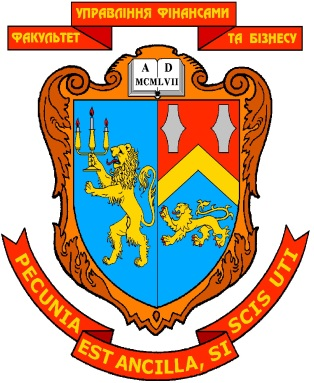 УПРАВЛІННЯ ФІНАНСАМИ
ФАКУЛЬТЕТ ТА БІЗНЕСУ
A D
MCMLVII
PECUNIA EST ANCILLA, SI SCIS UTI